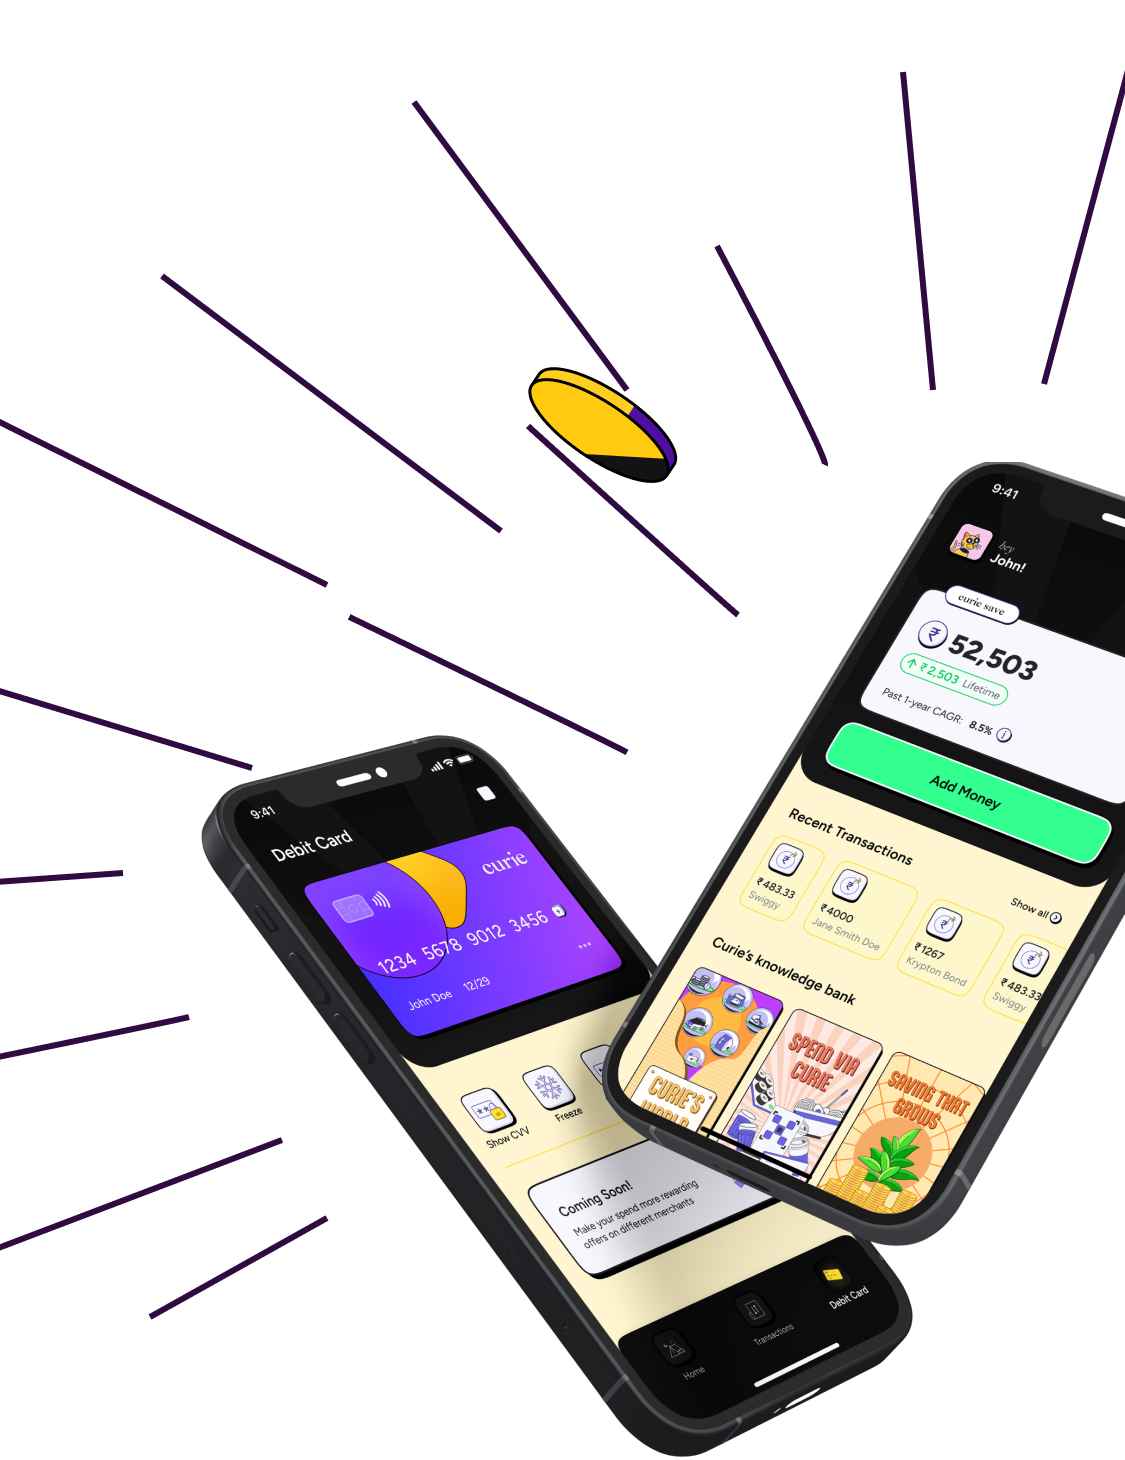 9:41
hey
John!
curie save
₹ 52,503
↑ ₹2,503 Lifetime
Past 1-year CAGR: 8.5% i
Add Money
Recent Transactions
Show all
₹483.33
Swiggy
₹4000
Jane Smith Doe
₹1267
Krypton Bond
₹483.33
Swiggy
Curie's knowledge bank
CURIE'S
WORLD
SPEND VIA
CURIE
SAVING THAT
GROWS
9:41
Debit Card
curie
1234 5678 9012 3456
John Doe 12/29
Show CVV
Freeze
Coming Soon!
Make your spend more rewarding
offers on different merchants
Home
Transactions
Debit Card